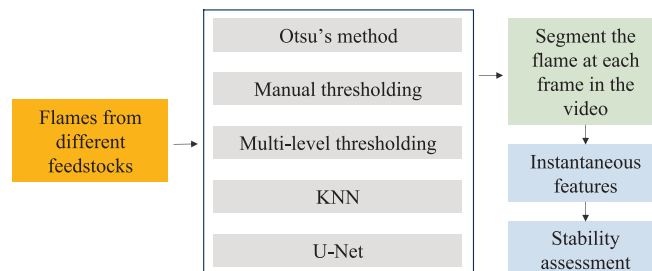 Flames from
different
feedstocks
Otsu's method
Manual thresholding
Multi-level thresholding
KNN
U-Net
Segment the
flame at each
frame in the
video
Instantaneous
features
Stability
assessment